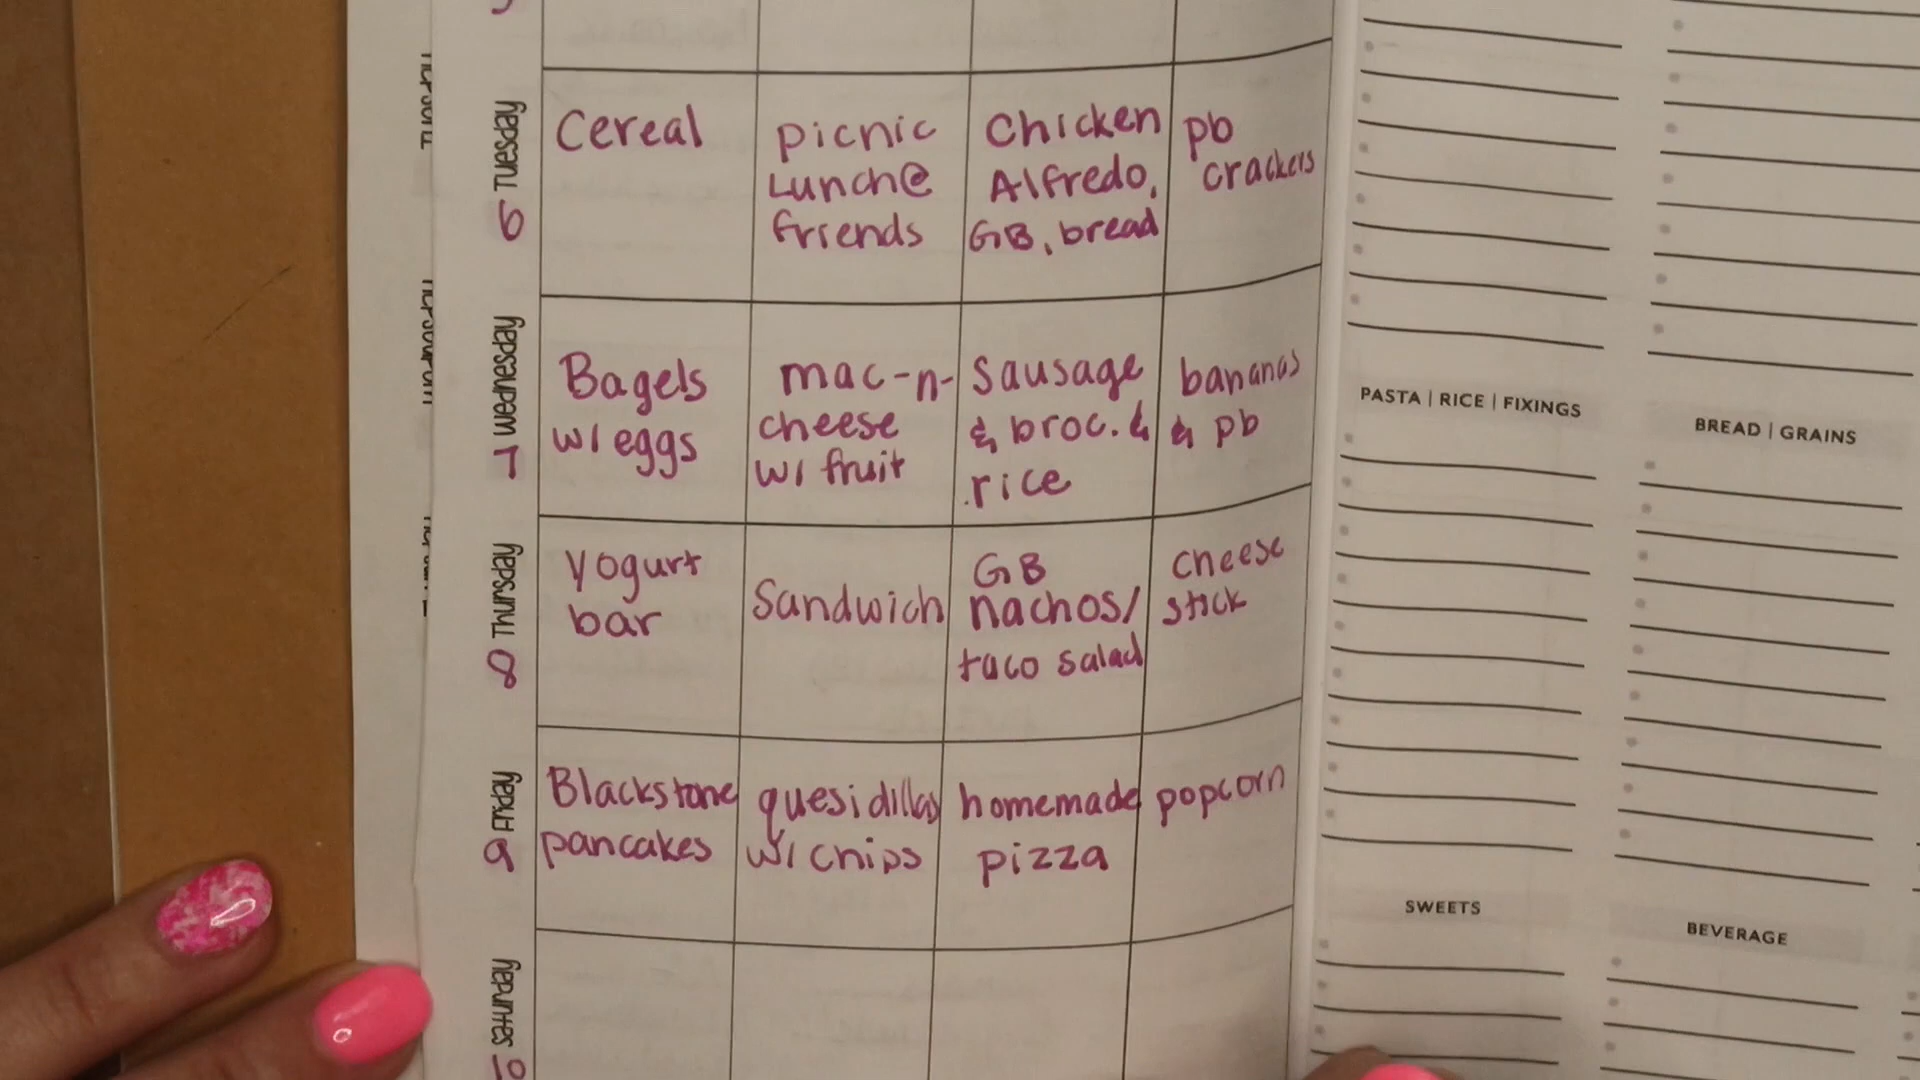 Tuesday
6
Cereal
picnic
Lunch@
friends
Chicken
Alfredo,
GB, bread
pb
crackers
Wednesday
7
Bagels
w/ eggs
mac-n-
cheese
w/ fruit
Sausage
& broc. &
rice
bananas
& pb
Thursday
8
Yogurt
bar
Sandwich
GB
nachos/
taco salad
cheese
stick
Friday
9
Blackstone
pancakes
quesidillas
w/ chips
homemade
pizza
popcorn
Saturday
10
PASTA | RICE | FIXINGS
BREAD | GRAINS
SWEETS
BEVERAGE